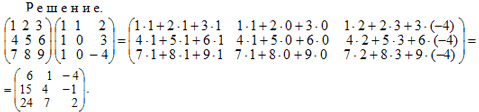 Решение.
(1 2 3) (1 1 2) (1·1+2·1+3·1 1·1+2·0+3·0 1·2+2·3+3·(−4))
(4 5 6) (1 0 3) = (4·1+5·1+6·1 4·1+5·0+6·0 4·2+5·3+6·(−4)) =
(7 8 9) (1 0 −4) (7·1+8·1+9·1 7·1+8·0+9·0 7·2+8·3+9·(−4))
(6 1 −4)
= (15 4 −1).
(24 7 2)